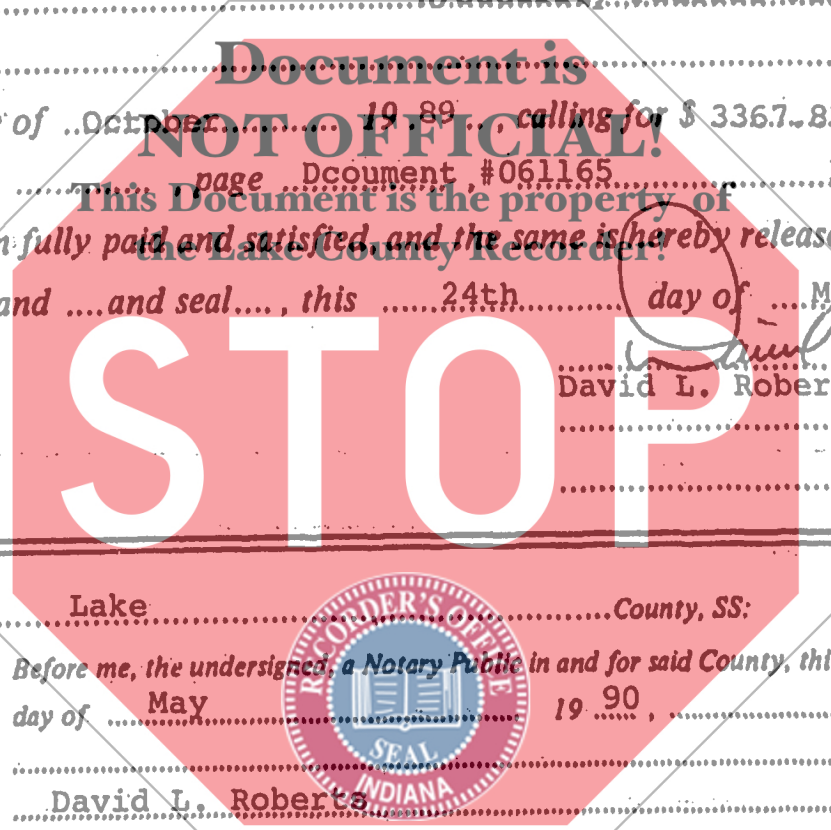 Document is
of October 19 89, calling for $ 3367.8
NOT OFFICIAL!
page Dcoument #061165
This Document is the property of
fully paid and satisfied, and the same is hereby release
the Lake County Recorder!
and and seal, this 24th day of M
David L. Rober
STOP
Lake County, SS:
RECORDER'S OFFICE
Before me, the undersigned, a Notary Public in and for said County, thi
day of May 19 90,
SEAL
INDIANA
David L. Roberts